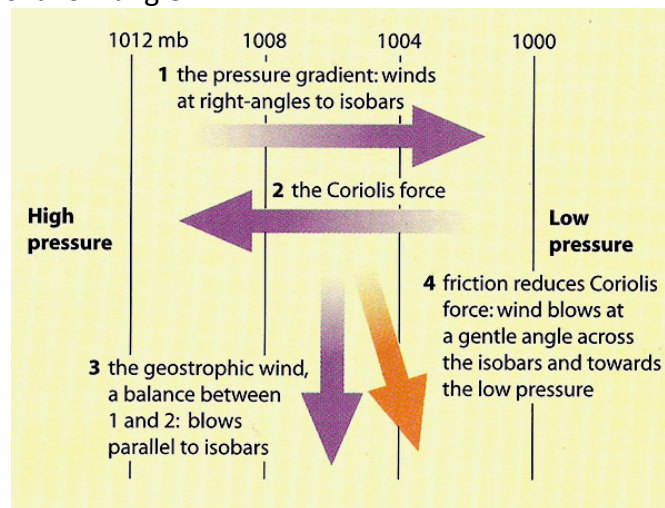 1012 mb 1008 1004 1000
1 the pressure gradient: winds
at right-angles to isobars
2 the Coriolis force
High
pressure
Low
pressure
3 the geostrophic wind,
a balance between
1 and 2: blows
parallel to isobars
4 friction reduces Coriolis
force: wind blows at
a gentle angle across
the isobars and towards
the low pressure